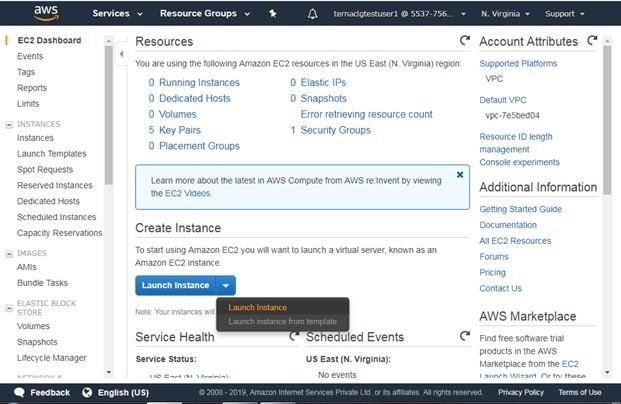 aws
Services
Resource Groups
ternadgtestuser1 @ 5537-756...
N. Virginia
Support
EC2 Dashboard
Events
Tags
Reports
Limits
INSTANCES
Instances
Launch Templates
Spot Requests
Reserved Instances
Dedicated Hosts
Scheduled Instances
Capacity Reservations
IMAGES
AMIs
Bundle Tasks
ELASTIC BLOCK
STORE
Volumes
Snapshots
Lifecycle Manager
Resources
You are using the following Amazon EC2 resources in the US East (N. Virginia) region:
0 Running Instances
0 Elastic IPs
0 Dedicated Hosts
0 Snapshots
0 Volumes
Error retrieving resource count
5 Key Pairs
1 Security Groups
0 Placement Groups
Learn more about the latest in AWS Compute from AWS re:Invent by viewing
the EC2 Videos.
Create Instance
To start using Amazon EC2 you will want to launch a virtual server, known as an
Amazon EC2 instance.
Launch Instance
Launch Instance
Launch instance from template
Note: Your instances will
Service Health
Scheduled Events
Service Status:
US East (N. Virginia):
No events
Account Attributes
Supported Platforms
VPC
Default VPC
vpc-7e5bed04
Resource ID length
management
Console experiments
Additional Information
Getting Started Guide
Documentation
All EC2 Resources
Forums
Pricing
Contact Us
AWS Marketplace
Find free software trial
products in the AWS
Marketplace from the EC2
Launch Wizard. Or try these
Feedback
English (US)
© 2008 - 2019, Amazon Internet Services Private Ltd. or its affiliates. All rights reserved.
Privacy Policy
Terms of Use